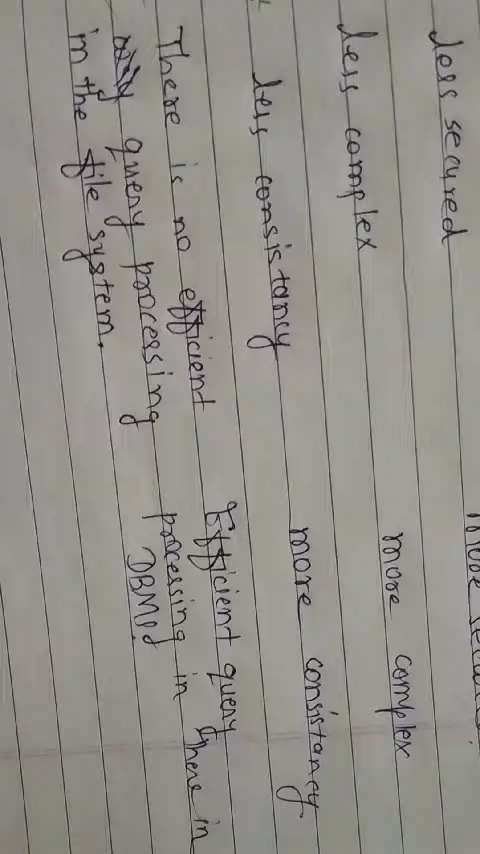 less secured more secu
less complex more complex
less consistancy more consistancy
There is no efficient Efficient query
query processing processing in there in
in the file system. DBMS